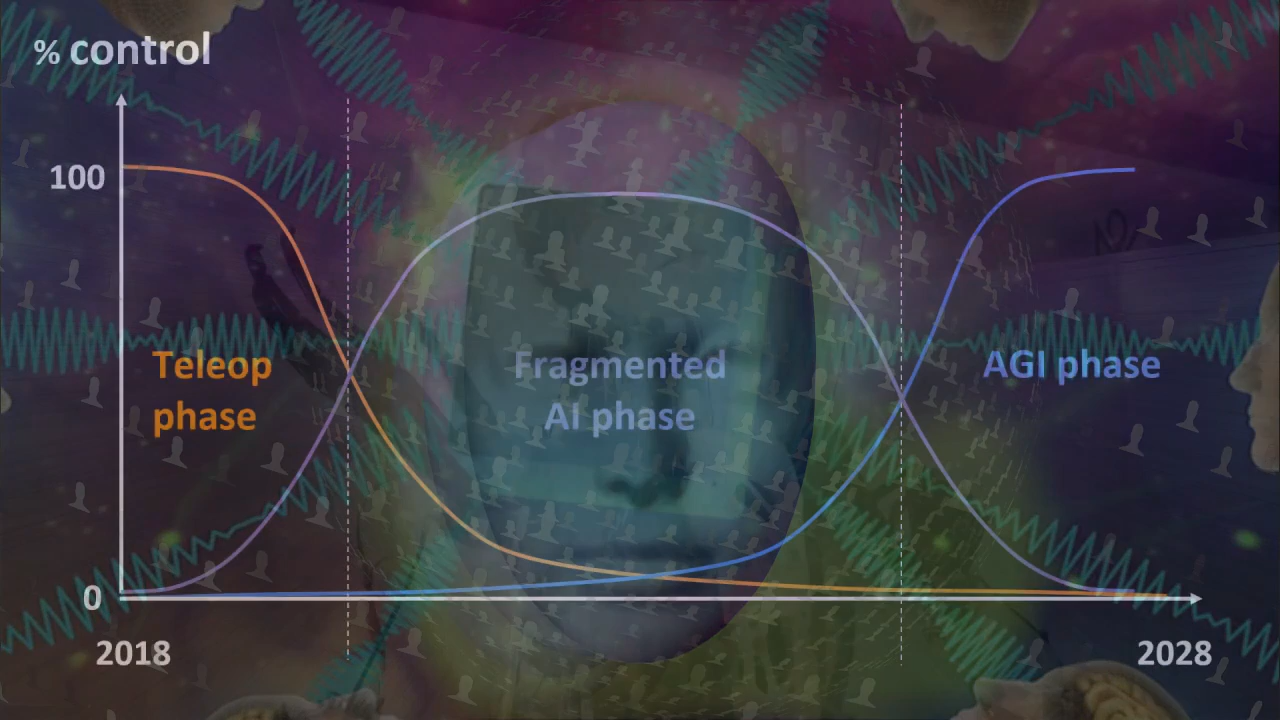 % control
100
Teleop
phase
Fragmented
AI phase
AGI phase
0
2018
2028